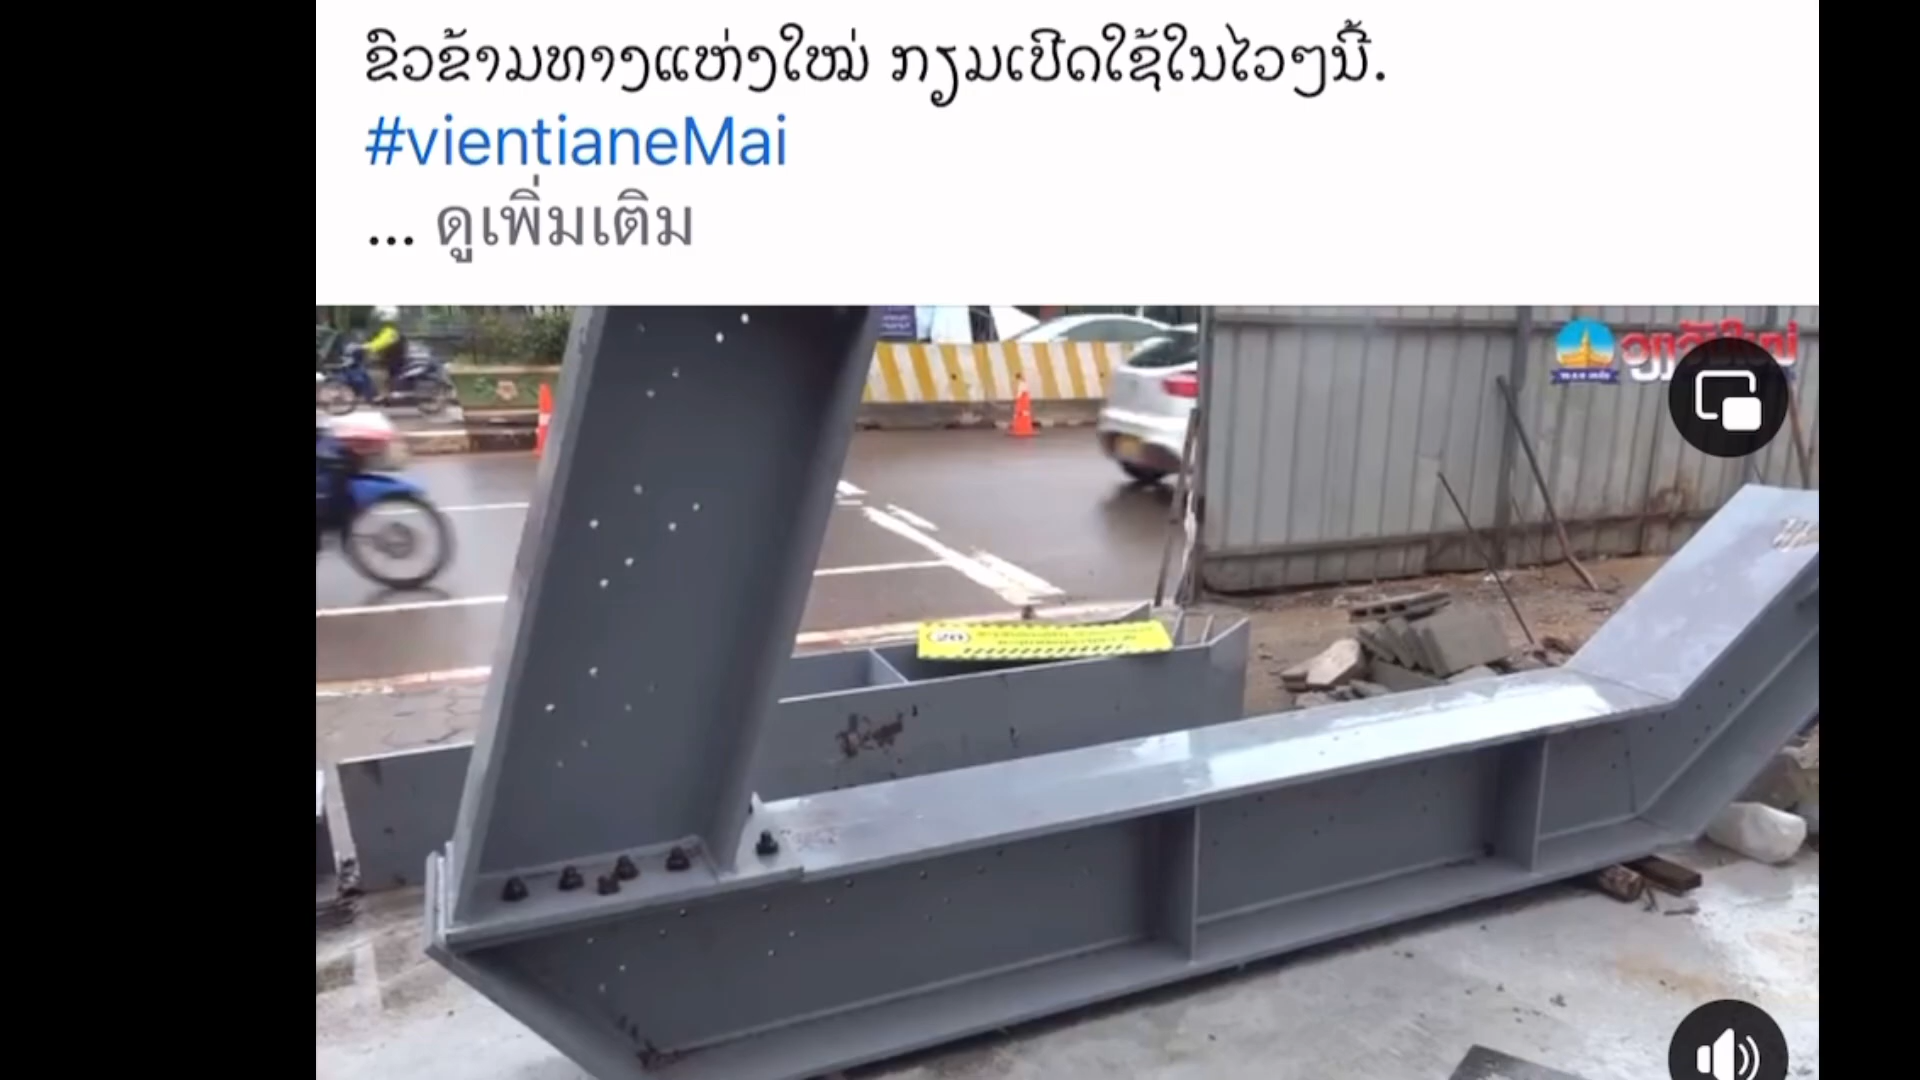 ຂົວຂ້າມທາງແຫ່ງໃໝ່ ກຽມເປີດໃຊ້ໃນໄວໆນີ້.
#vientianeMai
... ดูเพิ่มเติม